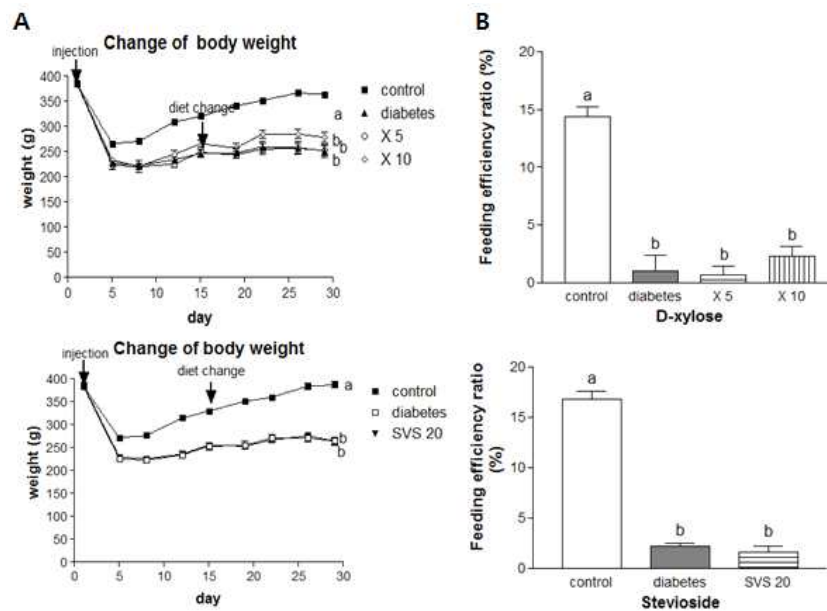 A
Change of body weight
injection
diet change
control
diabetes
X 5
X 10
a
b
b
b
weight (g)
400
350
300
250
200
150
100
50
0
0 5 10 15 20 25 30
day
B
Feeding efficiency ratio (%)
20
15
10
5
0
a
b
b
b
control diabetes X 5 X 10
D-xylose
Change of body weight
injection
diet change
control
diabetes
SVS 20
a
b
b
weight (g)
400
350
300
250
200
150
100
50
0
0 5 10 15 20 25 30
day
Feeding efficiency ratio
(%)
20
15
10
5
0
a
b
b
control diabetes SVS 20
Stevioside